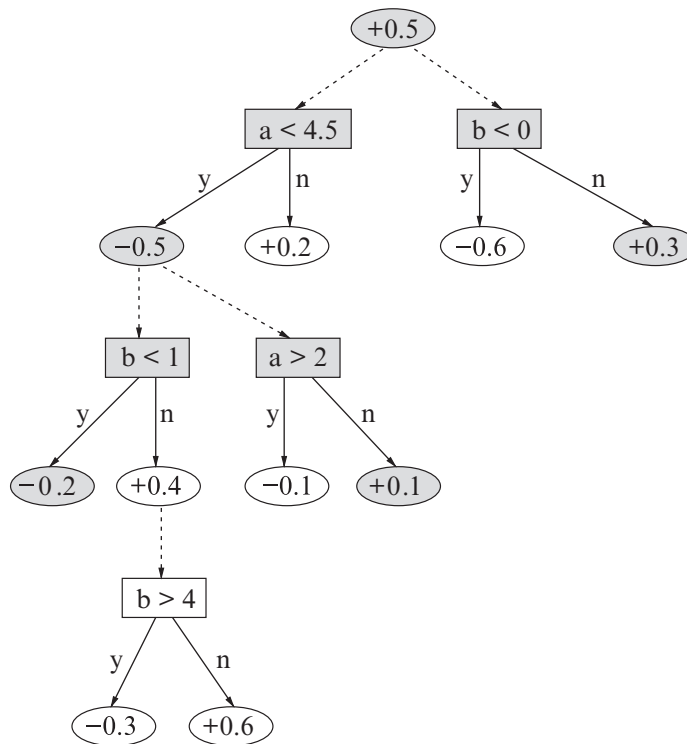 +0.5
a < 4.5 b < 0
y n y n
−0.5 +0.2 −0.6 +0.3
b < 1 a > 2
y n y n
−0.2 +0.4 −0.1 +0.1
b > 4
y n
−0.3 +0.6